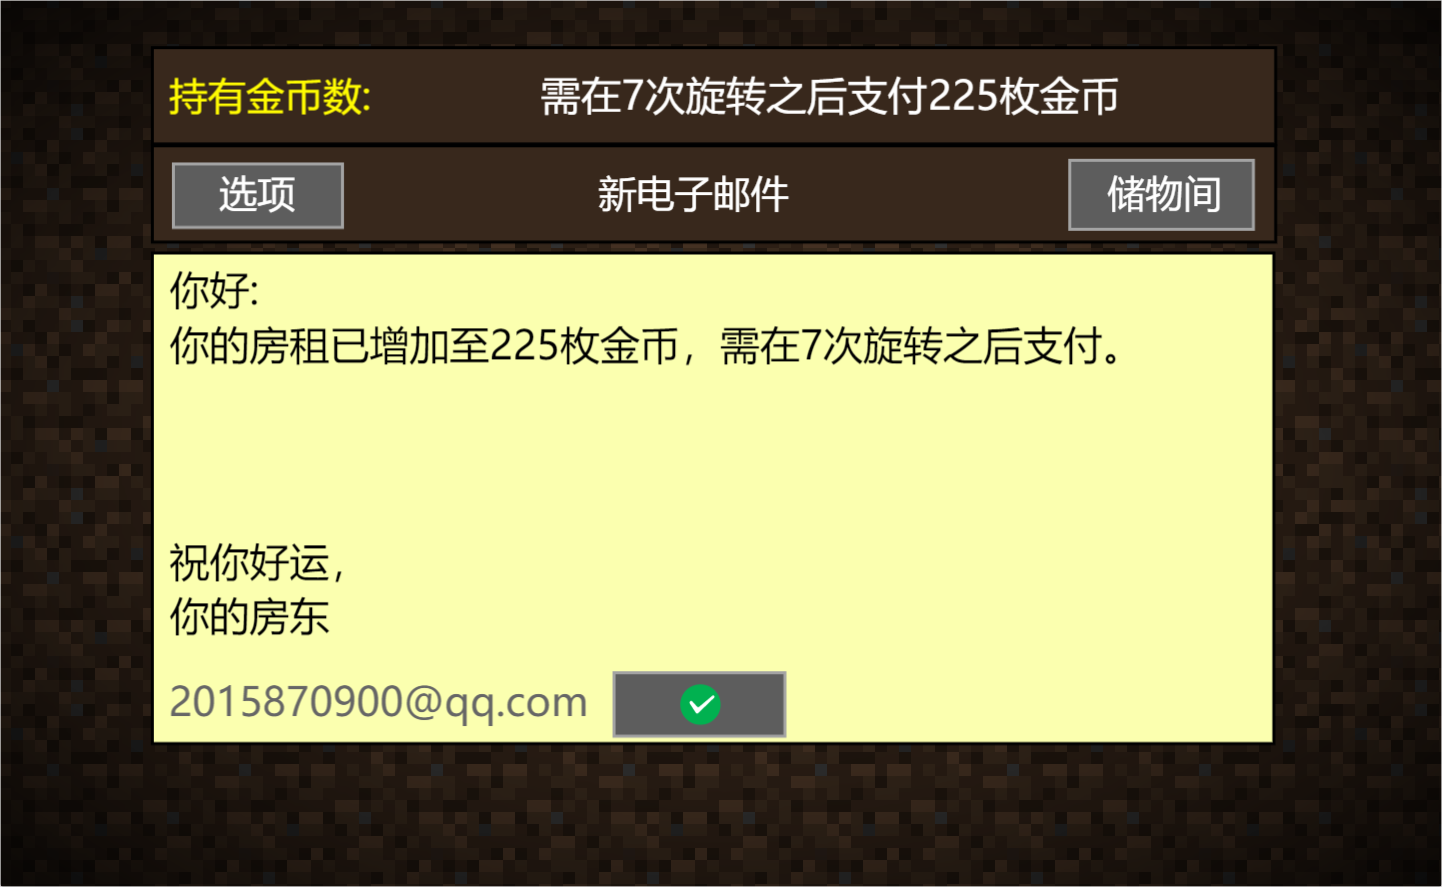 持有金币数:
需在7次旋转之后支付225枚金币
选项
新电子邮件
储物间
你好:
你的房租已增加至225枚金币，需在7次旋转之后支付。
祝你好运，
你的房东
2015870900@qq.com